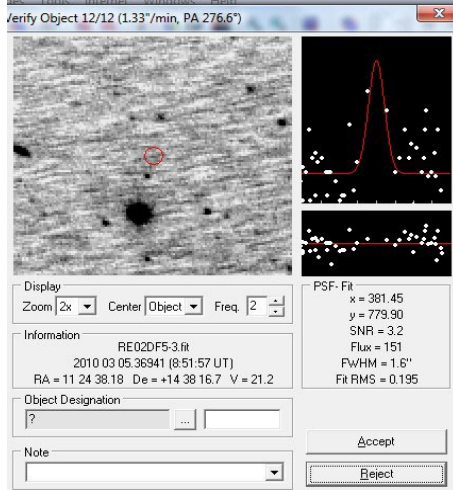 Verify Object 12/12 (1.33"/min, PA 276.6°)
Display
Zoom 2x Center Object Freq. 2
Information
RE02DF5-3.fit
2010 03 05.36941 (8:51:57 UT)
RA = 11 24 38.18 De = +14 38 16.7 V = 21.2
Object Designation
? ...
Note
PSF- Fit
x = 381.45
y = 779.90
SNR = 3.2
Flux = 151
FWHM = 1.6"
Fit RMS = 0.195
Accept
Reject